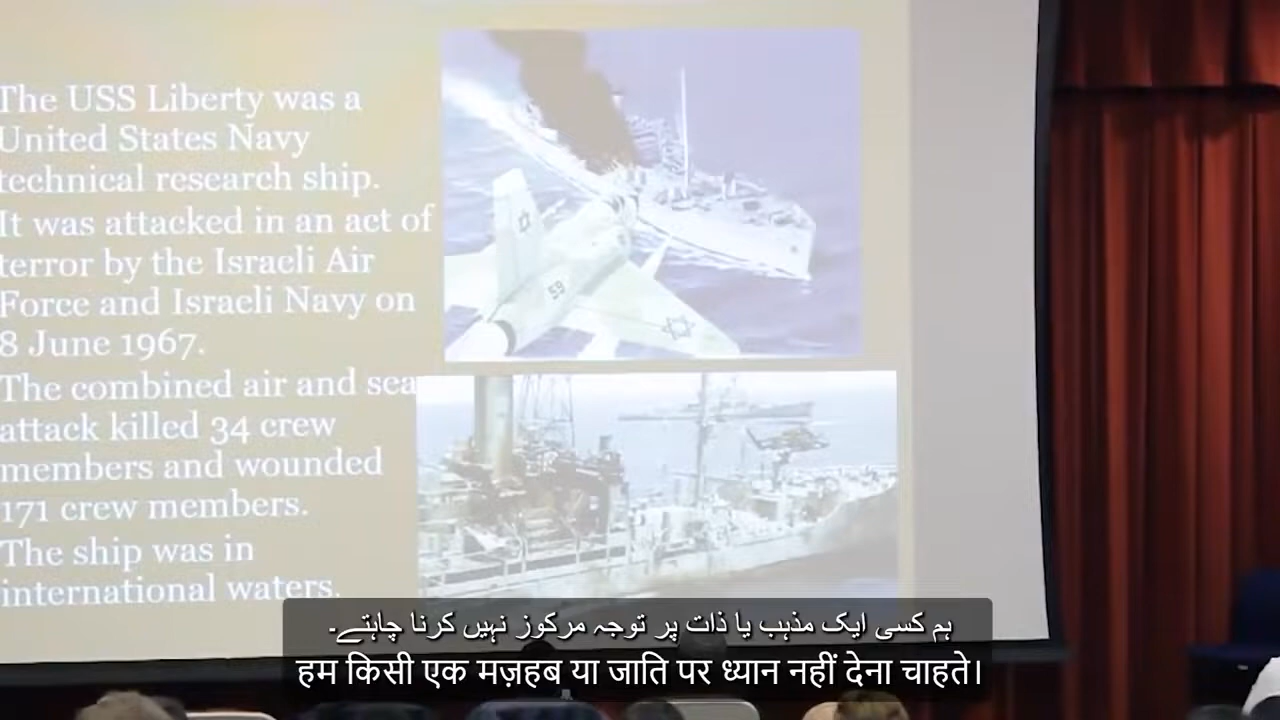 The USS Liberty was a
United States Navy
technical research ship.
It was attacked in an act of
terror by the Israeli Air
Force and Israeli Navy on
8 June 1967.
The combined air and sea
attack killed 34 crew
members and wounded
171 crew members.
The ship was in
international waters.
59
ہم کسی ایک مذہب یا ذات پر توجہ مرکوز نہیں کرنا چاہتے۔
हम किसी एक मज़हब या जाति पर ध्यान नहीं देना चाहते।